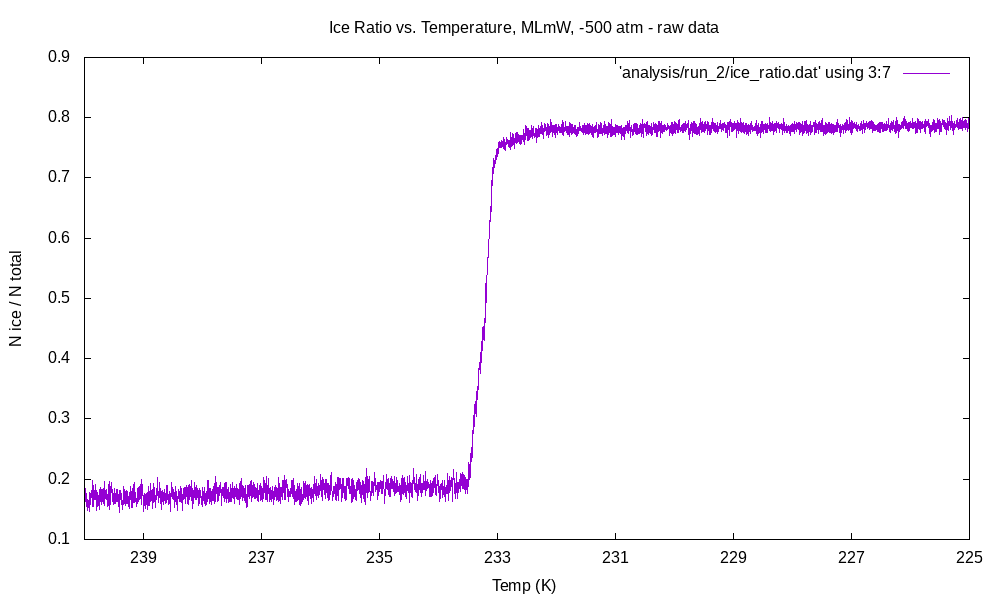 Ice Ratio vs. Temperature, MLmW, -500 atm - raw data
'analysis/run_2/ice_ratio.dat' using 3:7
N ice / N total
0.9
0.8
0.7
0.6
0.5
0.4
0.3
0.2
0.1
239 237 235 233 231 229 227 225
Temp (K)